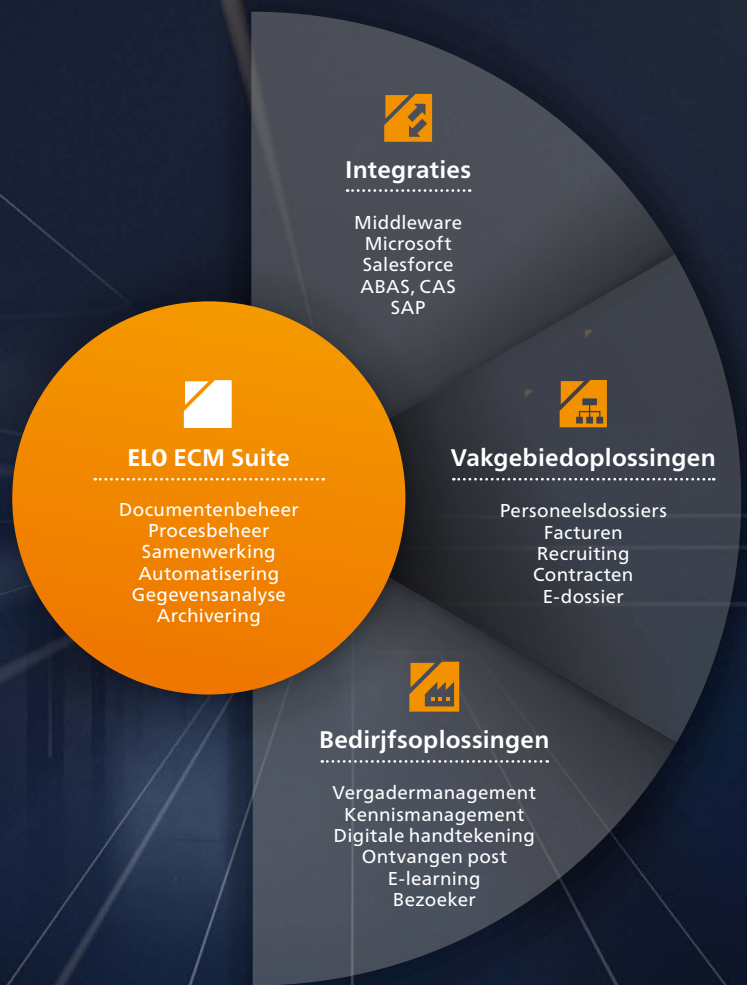 Integraties
Middleware
Microsoft
Salesforce
ABAS, CAS
SAP
ELO ECM Suite
Documentenbeheer
Procesbeheer
Samenwerking
Automatisering
Gegevensanalyse
Archivering
Vakgebiedoplossingen
Personeelsdossiers
Facturen
Recruiting
Contracten
E-dossier
Bedirjfsoplossingen
Vergadermanagement
Kennismanagement
Digitale handtekening
Ontvangen post
E-learning
Bezoeker